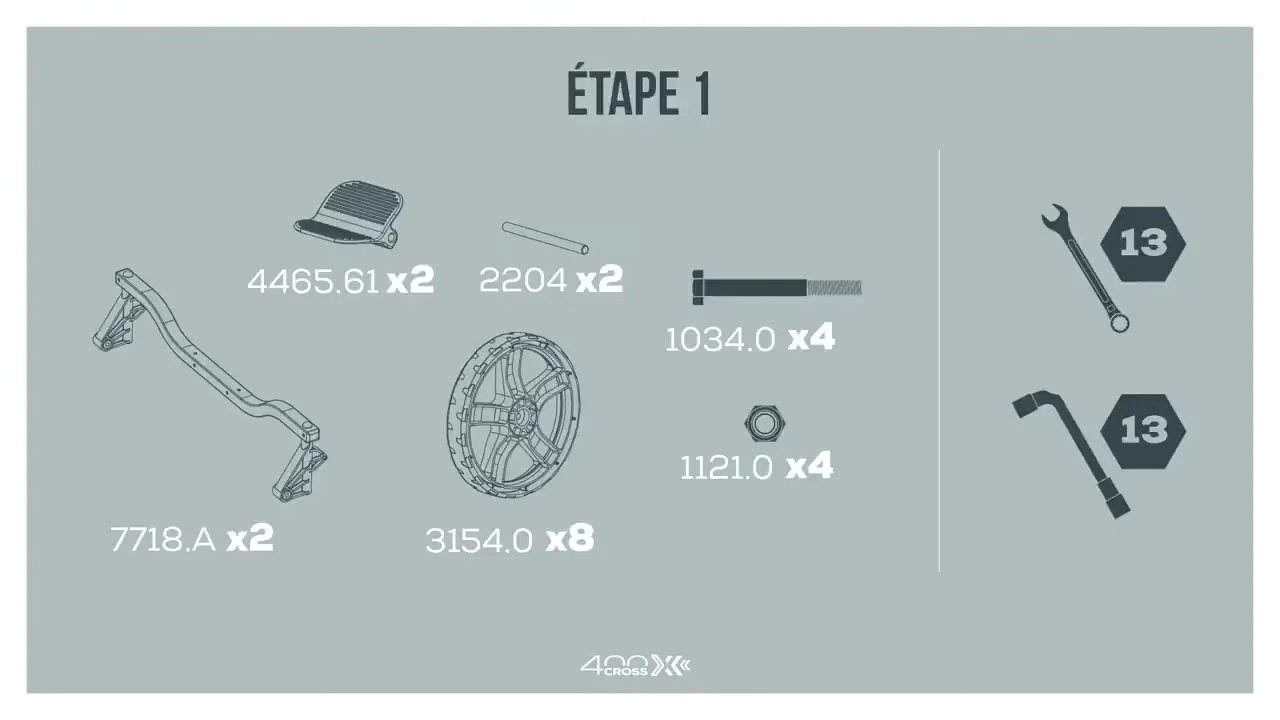 ÉTAPE 1
4465.61 x2
2204 x2
1034.0 x4
1121.0 x4
7718.A x2
3154.0 x8
13
13
400 CROSS